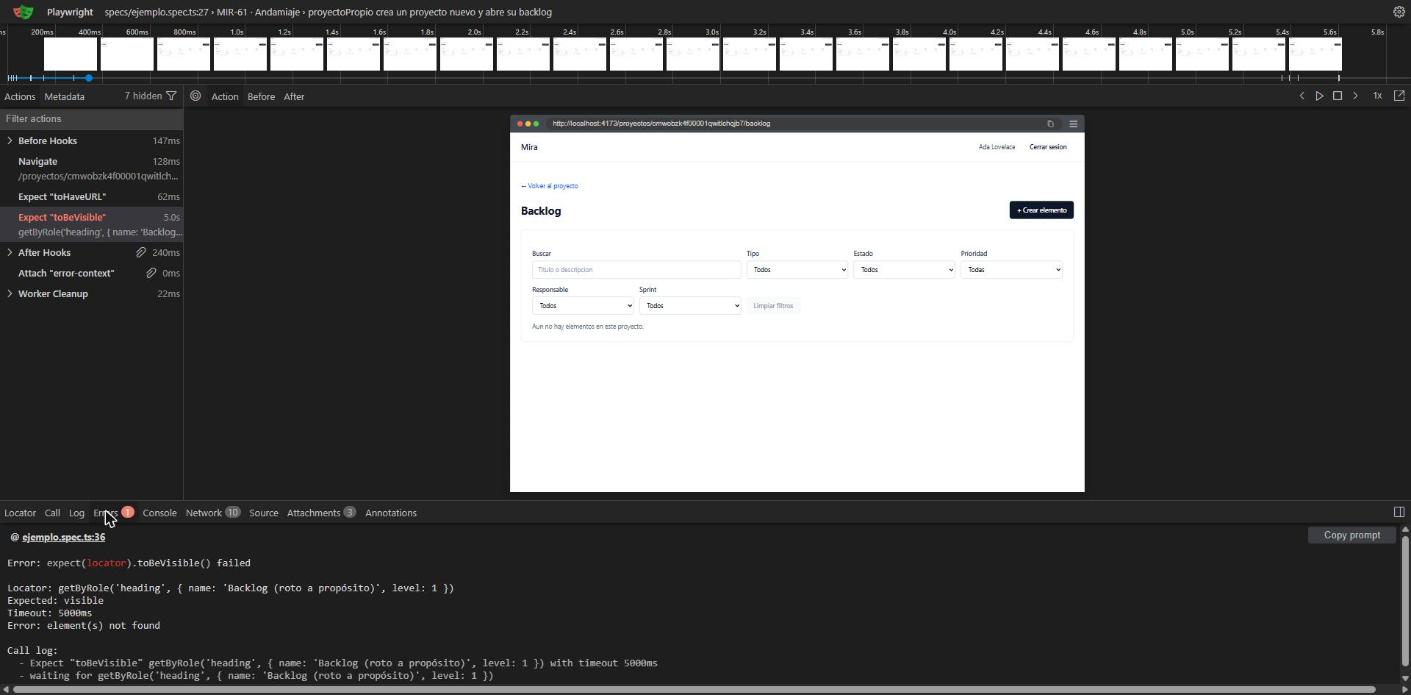 Playwright specs/ejemplo.spec.ts:27 › MIR-61 · Andamiaje › proyectoPropio crea un proyecto nuevo y abre su backlog
200ms 400ms 600ms 800ms 1.0s 1.2s 1.4s 1.6s 1.8s 2.0s 2.2s 2.4s 2.6s 2.8s 3.0s 3.2s 3.4s 3.6s 3.8s 4.0s 4.2s 4.4s 4.6s 4.8s 5.0s 5.2s 5.4s 5.6s 5.8s
Actions Metadata 7 hidden Action Before After 1x
Filter actions
Before Hooks 147ms
Navigate 128ms
Expect "toHaveURL" 62ms
Expect "toBeVisible" 5.0s
getByRole('heading', { name: 'Backlog...
After Hooks 240ms
Attach "error-context" 0ms
Worker Cleanup 22ms
Mira Ada Lovelace Cerrar sesion
← Volver al proyecto
Backlog + Crear elemento
Buscar Tipo Estado Prioridad
Titulo o descripcion Todos Todos Todas
Responsable Sprint
Todos Todos Limpiar filtros
Aun no hay elementos en este proyecto.
Locator Call Log Errors 1 Console Network 10 Source Attachments 3 Annotations
@ ejemplo.spec.ts:36 Copy prompt
Error: expect(locator).toBeVisible() failed
Locator: getByRole('heading', { name: 'Backlog (roto a propósito)', level: 1 })
Expected: visible
Timeout: 5000ms
Error: element(s) not found
Call log:
- Expect "toBeVisible" getByRole('heading', { name: 'Backlog (roto a propósito)', level: 1 }) with timeout 5000ms
- waiting for getByRole('heading', { name: 'Backlog (roto a propósito)', level: 1 })